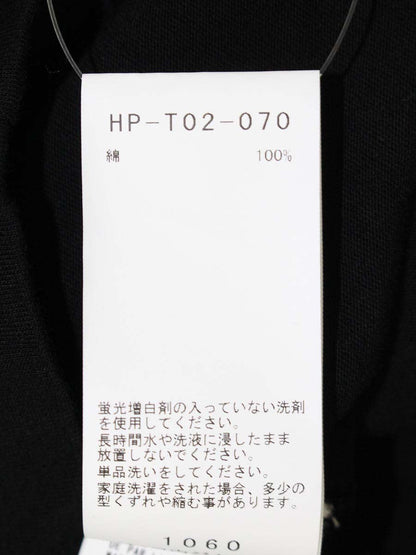 HP-T02-070
綿 100%
蛍光増白剤の入っていない洗剤
を使用してください。
長時間水や洗液に浸したまま
放置しないでください。
単品洗いをしてください。
家庭洗濯をされた場合、多少の
型くずれや縮む事があります。
1060